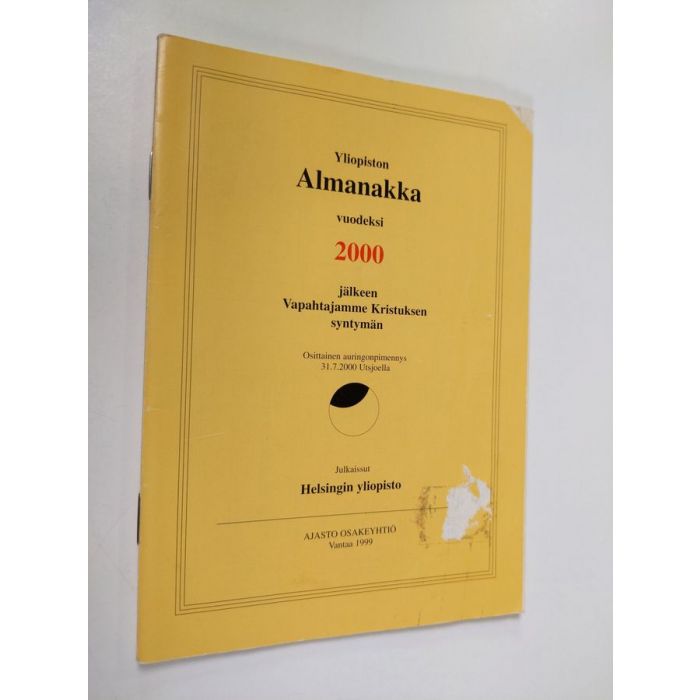 Yliopiston
Almanakka
vuodeksi
2000
jälkeen
Vapahtajamme Kristuksen
syntymän
Osittainen auringonpimennys
31.7.2000 Utsjoella
Julkaissut
Helsingin yliopisto
AJASTO OSAKEYHTIÖ
Vantaa 1999